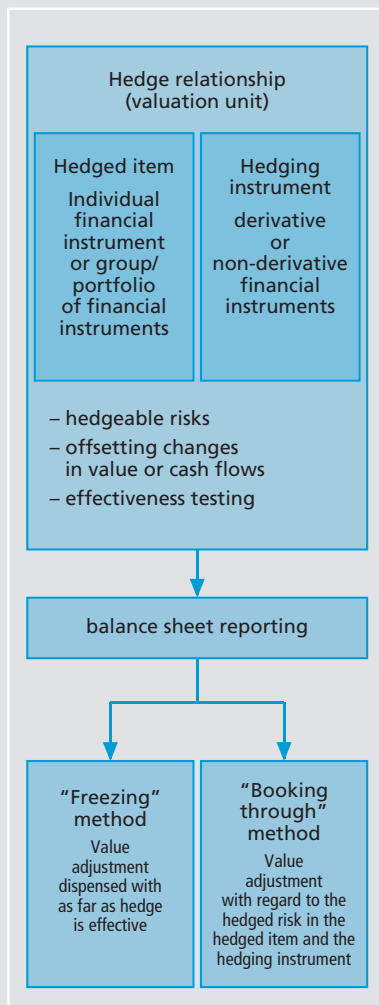 Hedge relationship
(valuation unit)
Hedged item
Individual
financial
instrument
or group/
portfolio
of financial
instruments
Hedging
instrument
derivative
or
non-derivative
financial
instruments
– hedgeable risks
– offsetting changes
in value or cash flows
– effectiveness testing
balance sheet reporting
“Freezing”
method
Value
adjustment
dispensed with
as far as hedge
is effective
“Booking
through”
method
Value
adjustment
with regard to the
hedged risk in the
hedged item and the
hedging instrument